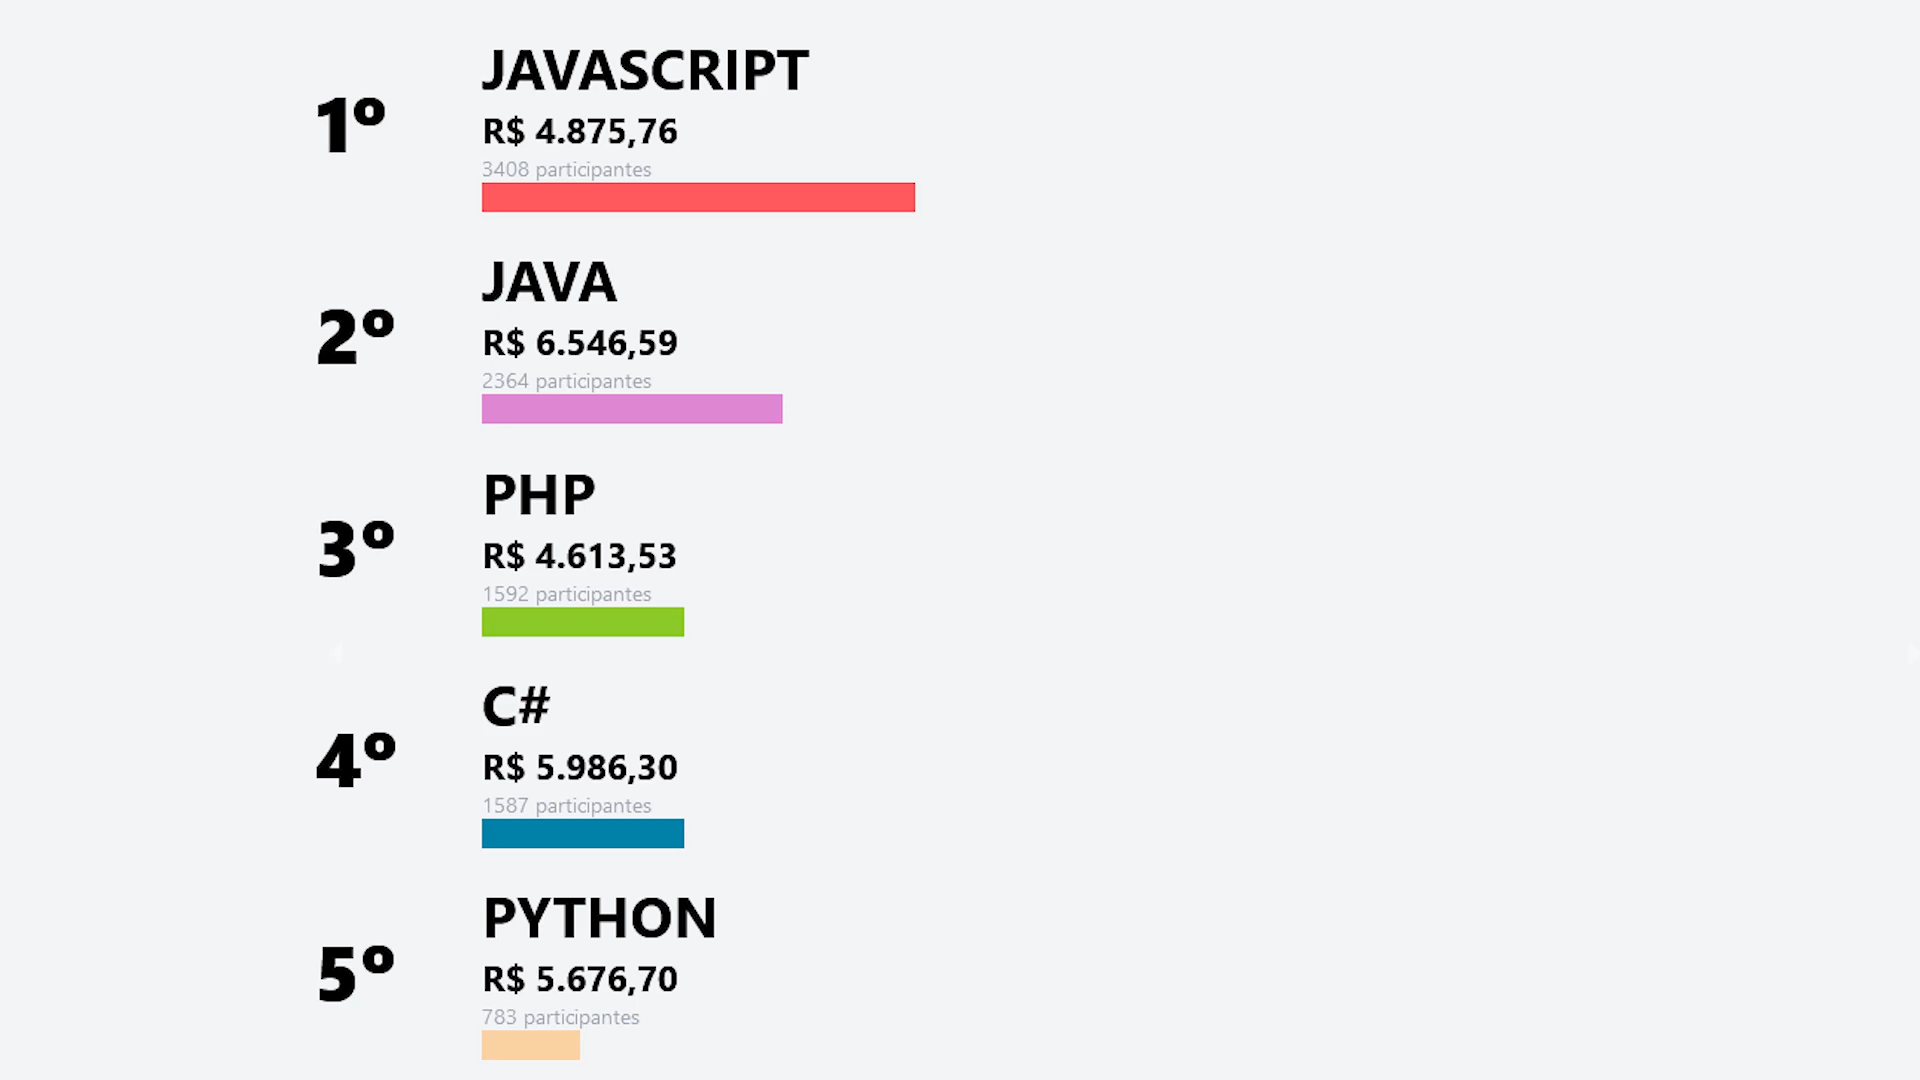 1º
JAVASCRIPT
R$ 4.875,76
3408 participantes
2º
JAVA
R$ 6.546,59
2364 participantes
3º
PHP
R$ 4.613,53
1592 participantes
4º
C#
R$ 5.986,30
1587 participantes
5º
PYTHON
R$ 5.676,70
783 participantes